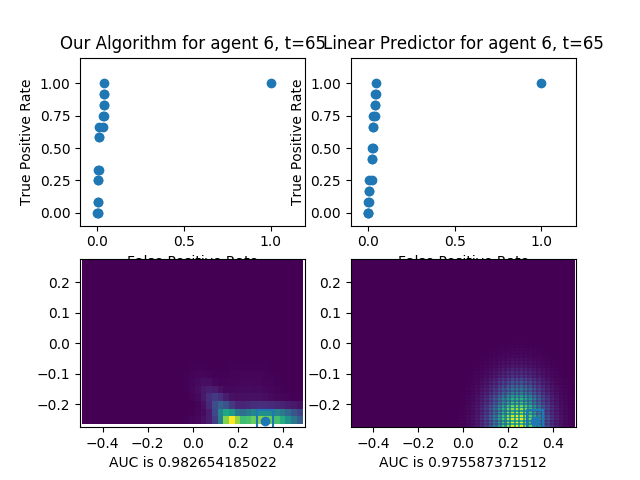 Our Algorithm for agent 6, t=65
Linear Predictor for agent 6, t=65
True Positive Rate
1.00
0.75
0.50
0.25
0.00
0.0 0.5 1.0
False Positive Rate
True Positive Rate
1.00
0.75
0.50
0.25
0.00
0.0 0.5 1.0
False Positive Rate
0.2
0.1
0.0
−0.1
−0.2
−0.4 −0.2 0.0 0.2 0.4
AUC is 0.982654185022
0.2
0.1
0.0
−0.1
−0.2
−0.4 −0.2 0.0 0.2 0.4
AUC is 0.975587371512